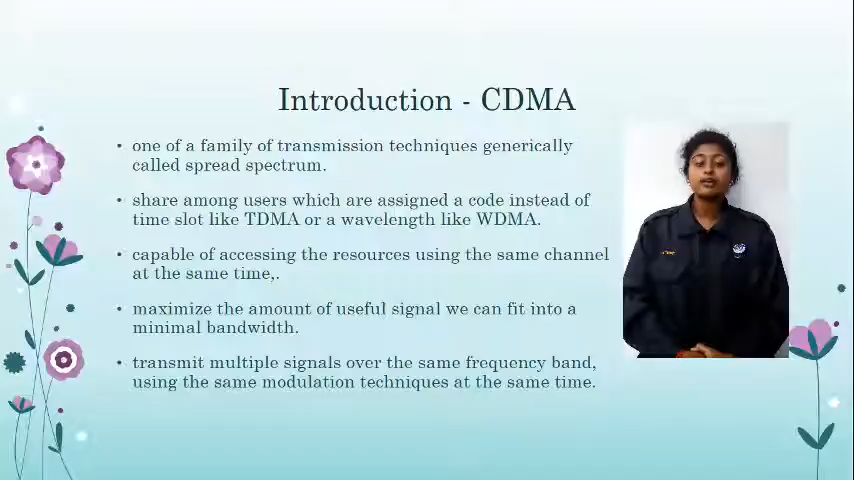 Introduction - CDMA
• one of a family of transmission techniques generically
called spread spectrum.
• share among users which are assigned a code instead of
time slot like TDMA or a wavelength like WDMA.
• capable of accessing the resources using the same channel
at the same time,.
• maximize the amount of useful signal we can fit into a
minimal bandwidth.
• transmit multiple signals over the same frequency band,
using the same modulation techniques at the same time.